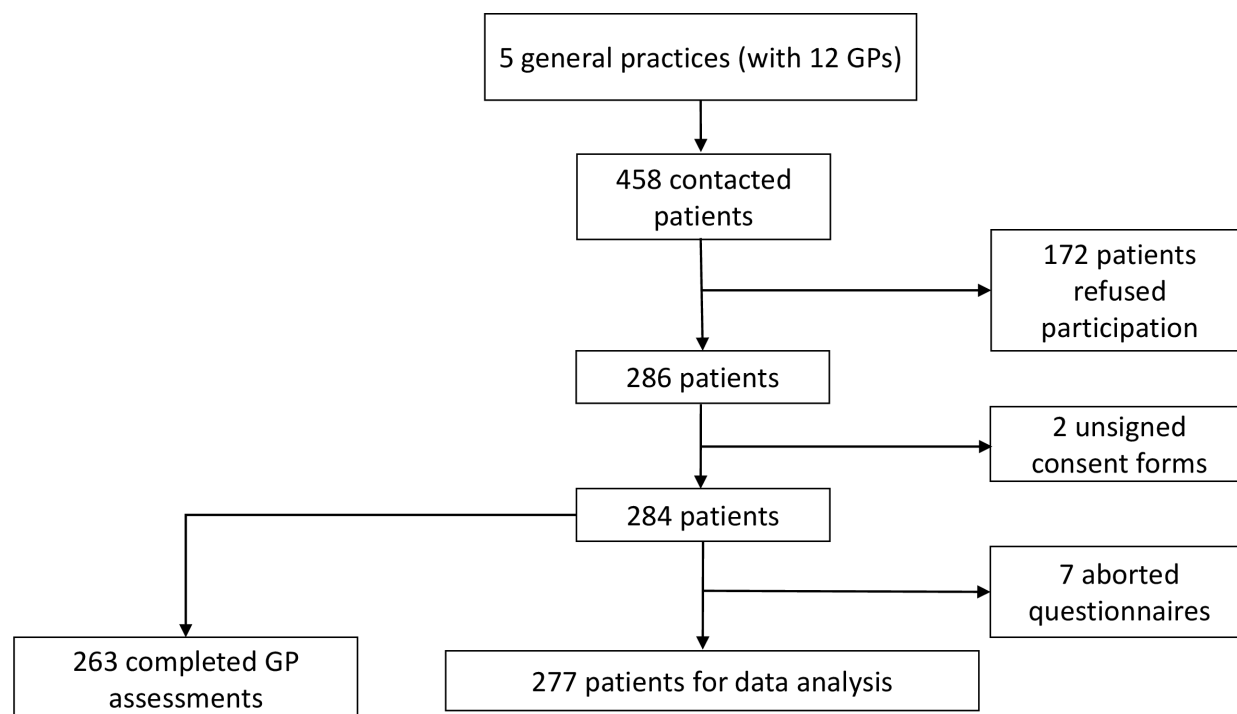 5 general practices (with 12 GPs)
458 contacted
patients
172 patients
refused
participation
286 patients
2 unsigned
consent forms
284 patients
7 aborted
questionnaires
263 completed GP
assessments
277 patients for data analysis